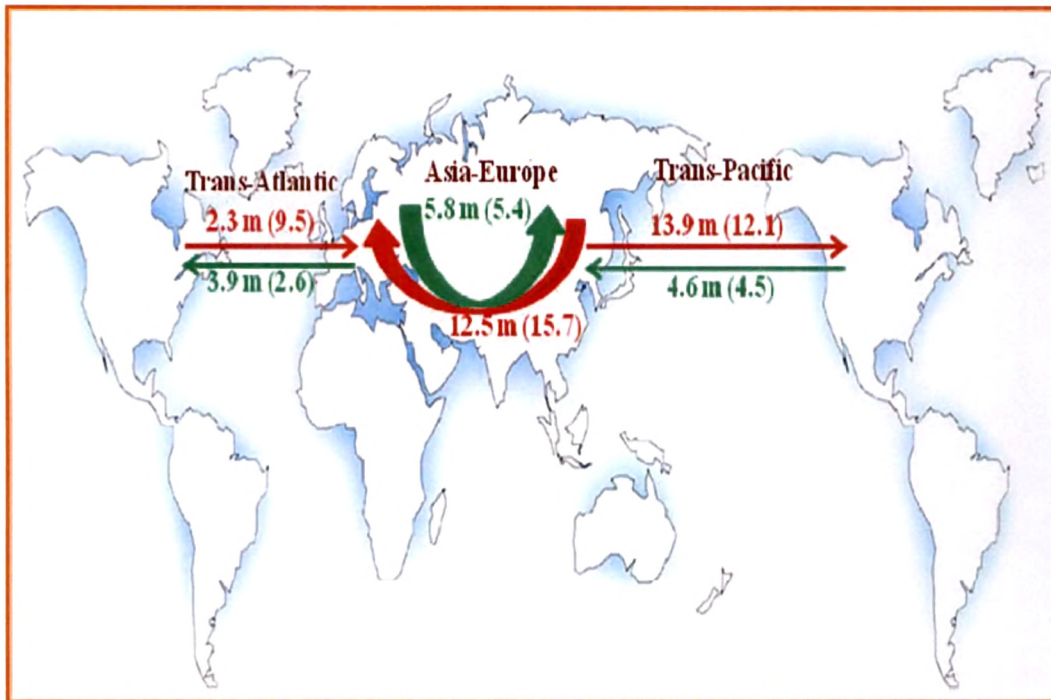 Trans-Atlantic
2.3 m (9.5)
3.9 m (2.6)
Asia-Europe
5.8 m (5.4)
12.5 m (15.7)
Trans-Pacific
13.9 m (12.1)
4.6 m (4.5)